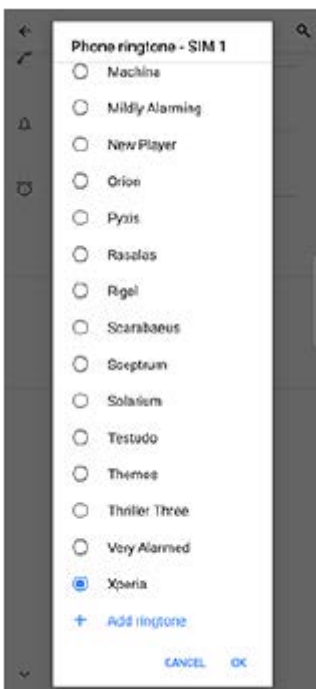 Phone ringtone - SIM 1
Machina
Mildly Alarming
New Player
Orion
Pyxis
Rasalas
Rigel
Scarabaeus
Sceptrum
Solarium
Testudo
Themos
Thriller Three
Very Alarmed
Xperia
+ Add ringtone
CANCEL OK